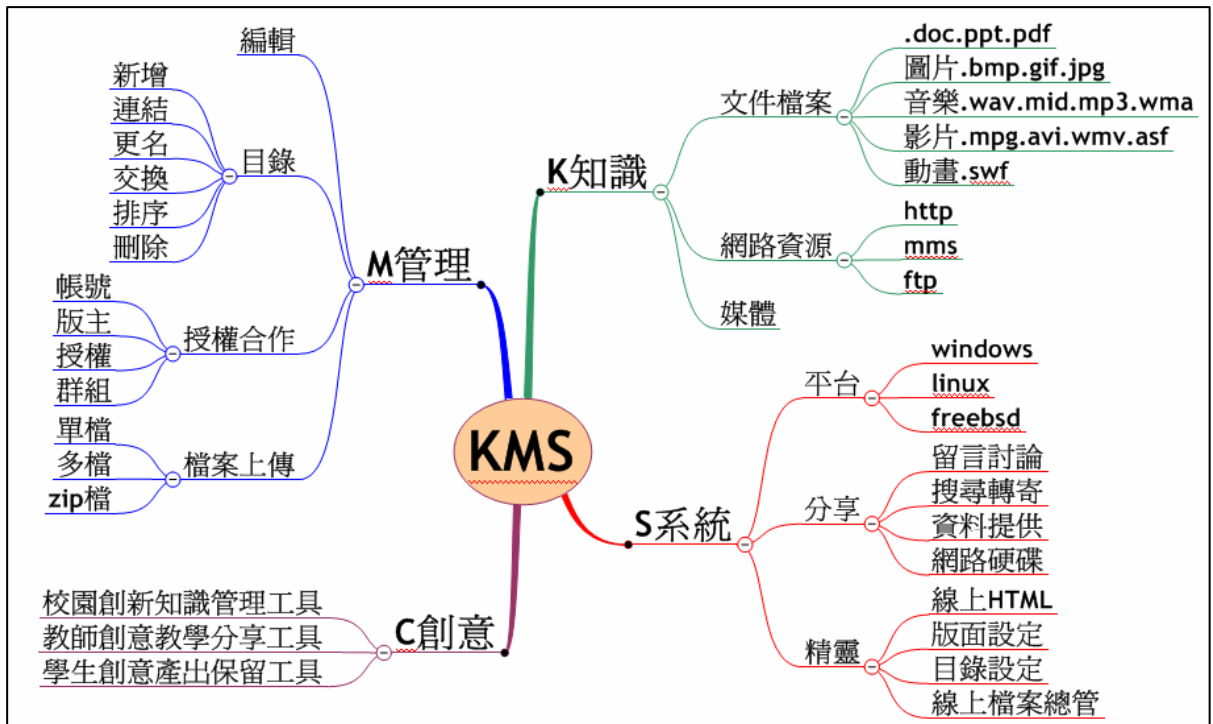 KMS
K知識
文件檔案
.doc.ppt.pdf
圖片.bmp.gif.jpg
音樂.wav.mid.mp3.wma
影片.mpg.avi.wmv.asf
動畫.swf
網路資源
http
mms
ftp
媒體
M管理
編輯
目錄
新增
連結
更名
交換
排序
刪除
授權合作
帳號
版主
授權
群組
檔案上傳
單檔
多檔
zip檔
S系統
平台
windows
linux
freebsd
分享
留言討論
搜尋轉寄
資料提供
網路硬碟
精靈
線上HTML
版面設定
目錄設定
線上檔案總管
C創意
校園創新知識管理工具
教師創意教學分享工具
學生創意產出保留工具